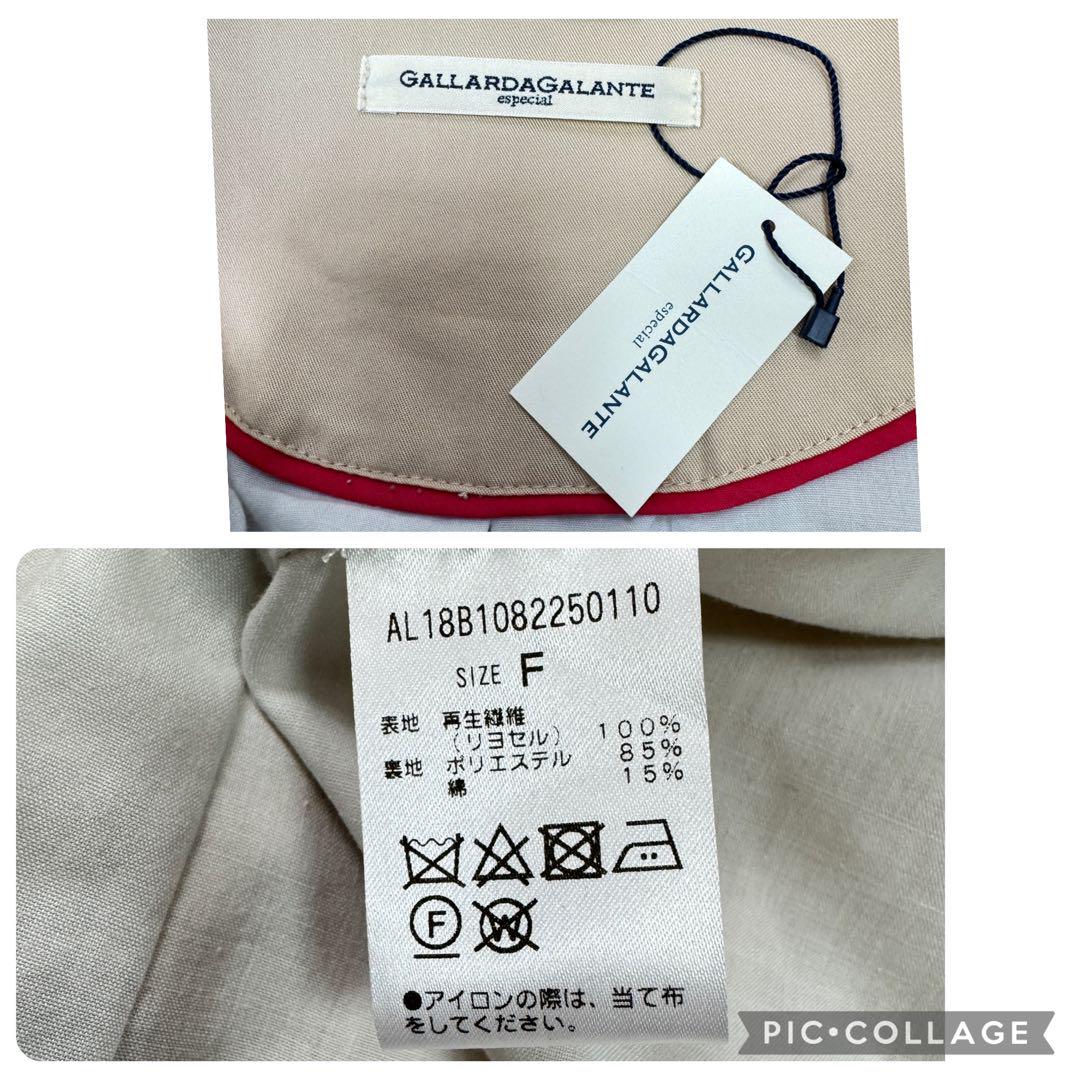 GALLARDAGALANTE
especial
GALLARDAGALANTE
especial
AL18B1082250110
SIZE F
表地 再生繊維
(リヨセル) 100%
裏地 ポリエステル 85%
綿 15%
F
W
●アイロンの際は、当て布
をしてください。
PIC•COLLAGE